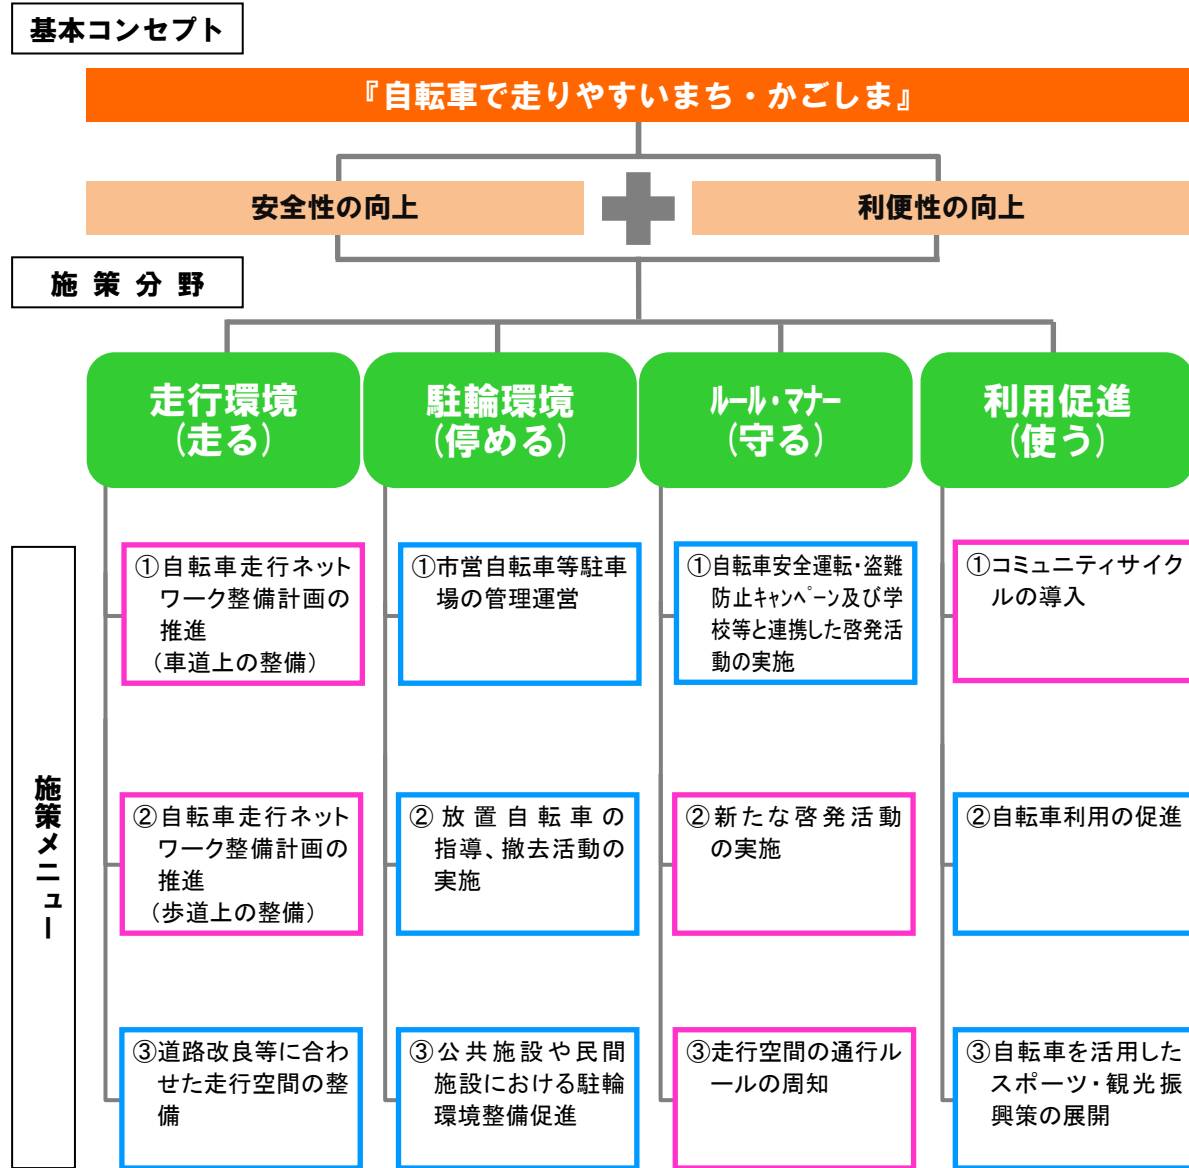 基本コンセプト
『自転車で走りやすいまち・かごしま』
安全性の向上
利便性の向上
施策分野
走行環境
(走る)
駐輪環境
(停める)
ルール・マナー
(守る)
利用促進
(使う)
施策メニュー
①自転車走行ネット
ワーク整備計画の
推進
(車道上の整備)
①市営自転車等駐車
場の管理運営
①自転車安全運転・盗難
防止キャンペーン及び学
校等と連携した啓発活
動の実施
①コミュニティサイク
ルの導入
②自転車走行ネット
ワーク整備計画の
推進
(歩道上の整備)
②放置自転車の
指導、撤去活動の
実施
②新たな啓発活動
の実施
②自転車利用の促進
③道路改良等に合わ
せた走行空間の整
備
③公共施設や民間
施設における駐輪
環境整備促進
③走行空間の通行ル
ールの周知
③自転車を活用した
スポーツ・観光振
興策の展開